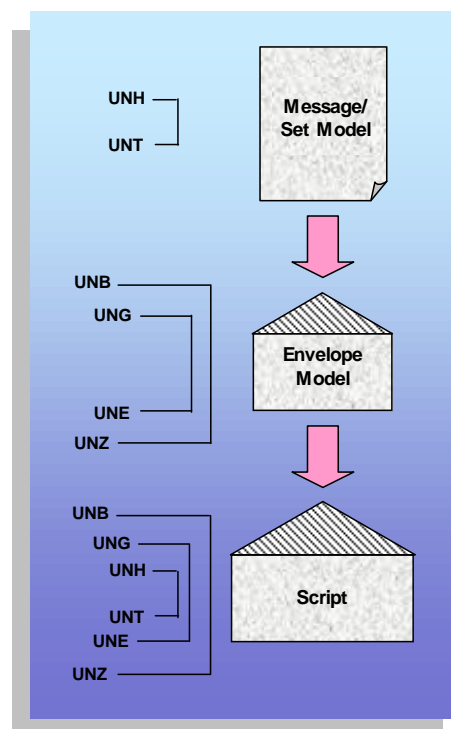 UNH
UNT
Message/
Set Model
UNB
UNG
UNE
UNZ
Envelope
Model
UNB
UNG
UNH
UNT
UNE
UNZ
Script